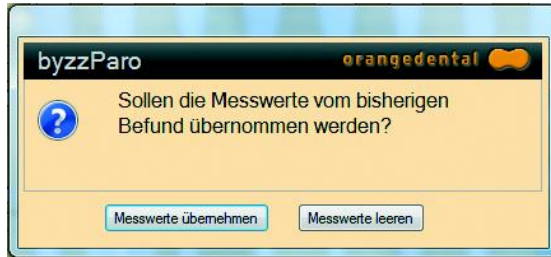 byzzParo orangedental
Sollen die Messwerte vom bisherigen
Befund übernommen werden?
Messwerte übernehmen Messwerte leeren